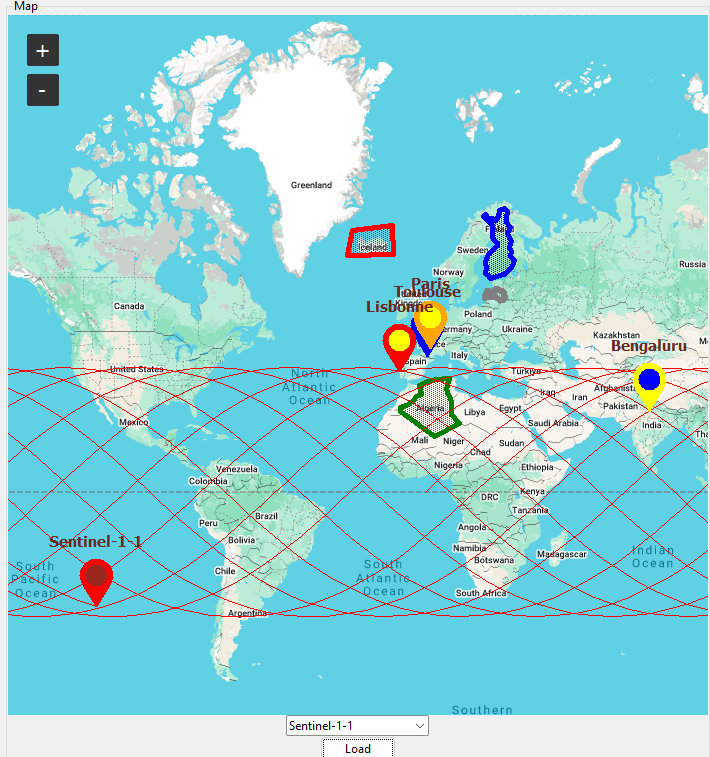 Map
+
-
Greenland
Iceland
Sweden
Russia
Norway
Paris
Toulouse
Lisbonne
Canada
Poland
Ukraine
Kazakhstan
Italy
Spain
Bengaluru
United States
North
Atlantic
Ocean
Türkiye
Iraq
Iran
Pakistan
Algeria
Libya
Egypt
Saudi Arabia
India
Mexico
Mali
Niger
Chad
Sudan
Nigeria
Ethiopia
Venezuela
Colombia
DRC
Kenya
Tanzania
Peru
Brazil
Bolivia
Angola
Namibia
Botswana
Madagascar
Sentinel-1-1
Indian
Ocean
South
Pacific
Ocean
Chile
South
Atlantic
Ocean
South Africa
Argentina
Southern
Sentinel-1-1
Load